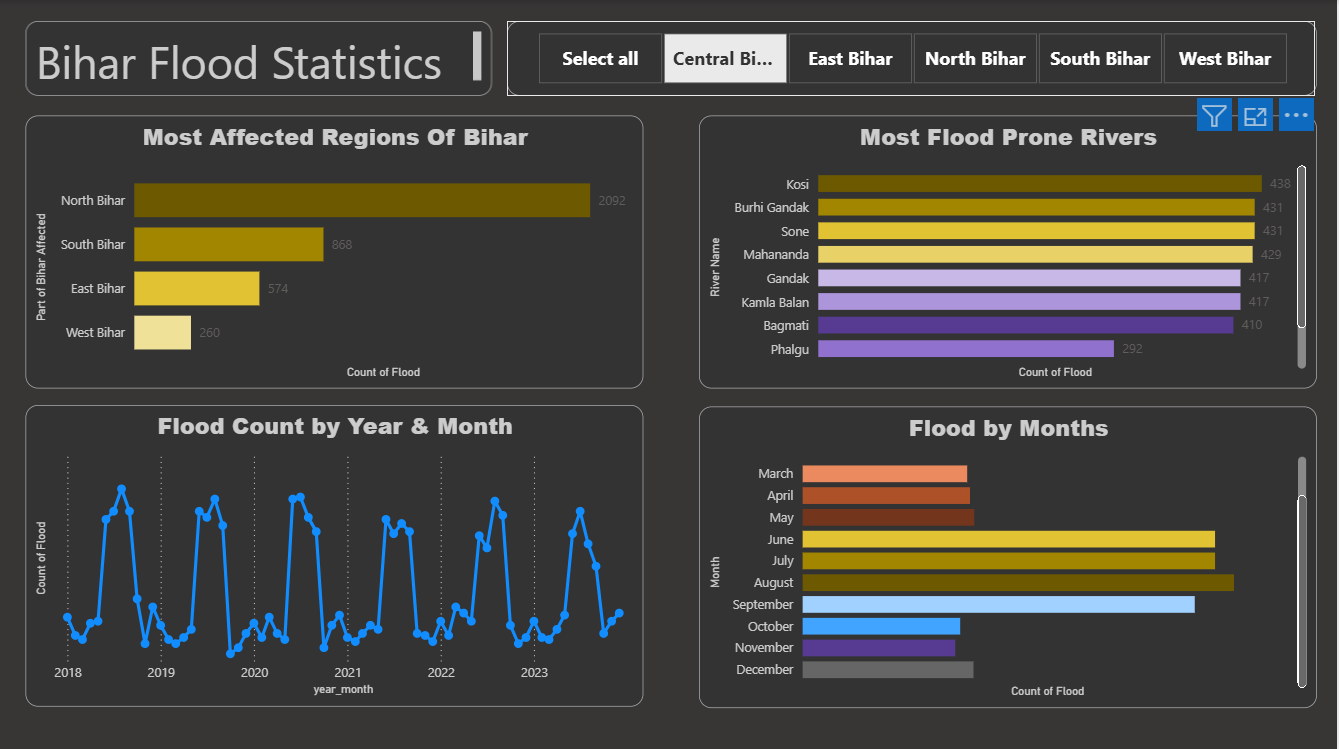 Bihar Flood Statistics
Select all
Central Bi...
East Bihar
North Bihar
South Bihar
West Bihar
Most Affected Regions Of Bihar
Part of Bihar Affected
North Bihar 2092
South Bihar 868
East Bihar 574
West Bihar 260
Count of Flood
Most Flood Prone Rivers
River Name
Kosi 438
Burhi Gandak 431
Sone 431
Mahananda 429
Gandak 417
Kamla Balan 417
Bagmati 410
Phalgu 292
Count of Flood
Flood Count by Year & Month
Count of Flood
2018 2019 2020 2021 2022 2023
year_month
Flood by Months
Month
March
April
May
June
July
August
September
October
November
December
Count of Flood